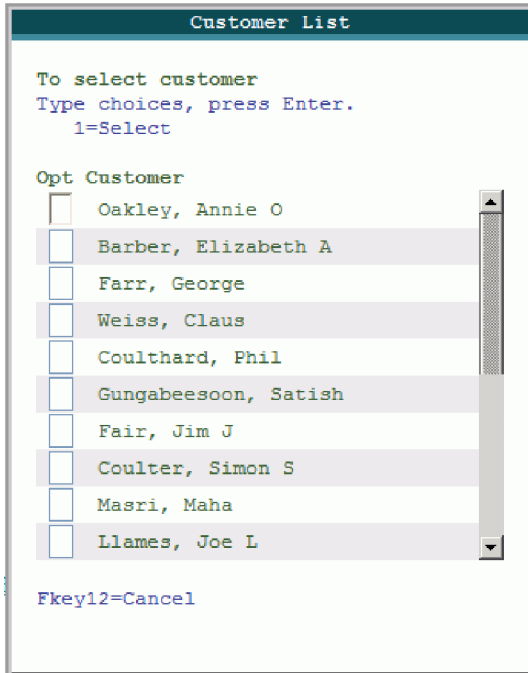 Customer List
To select customer
Type choices, press Enter.
1=Select
Opt Customer
Oakley, Annie O
Barber, Elizabeth A
Farr, George
Weiss, Claus
Coulthard, Phil
Gungabeesoon, Satish
Fair, Jim J
Coulter, Simon S
Masri, Maha
Llames, Joe L
Fkey12=Cancel